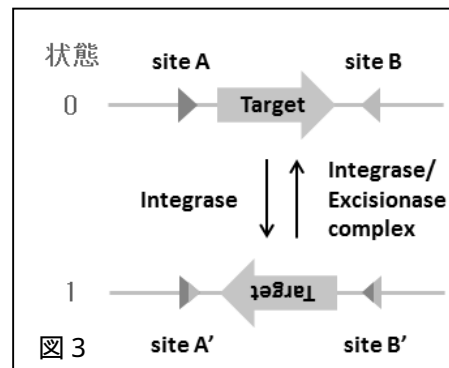 状態
site A site B
0
Target
Integrase
Integrase/
Excisionase
complex
1
Target
図 3
site A’ site B’